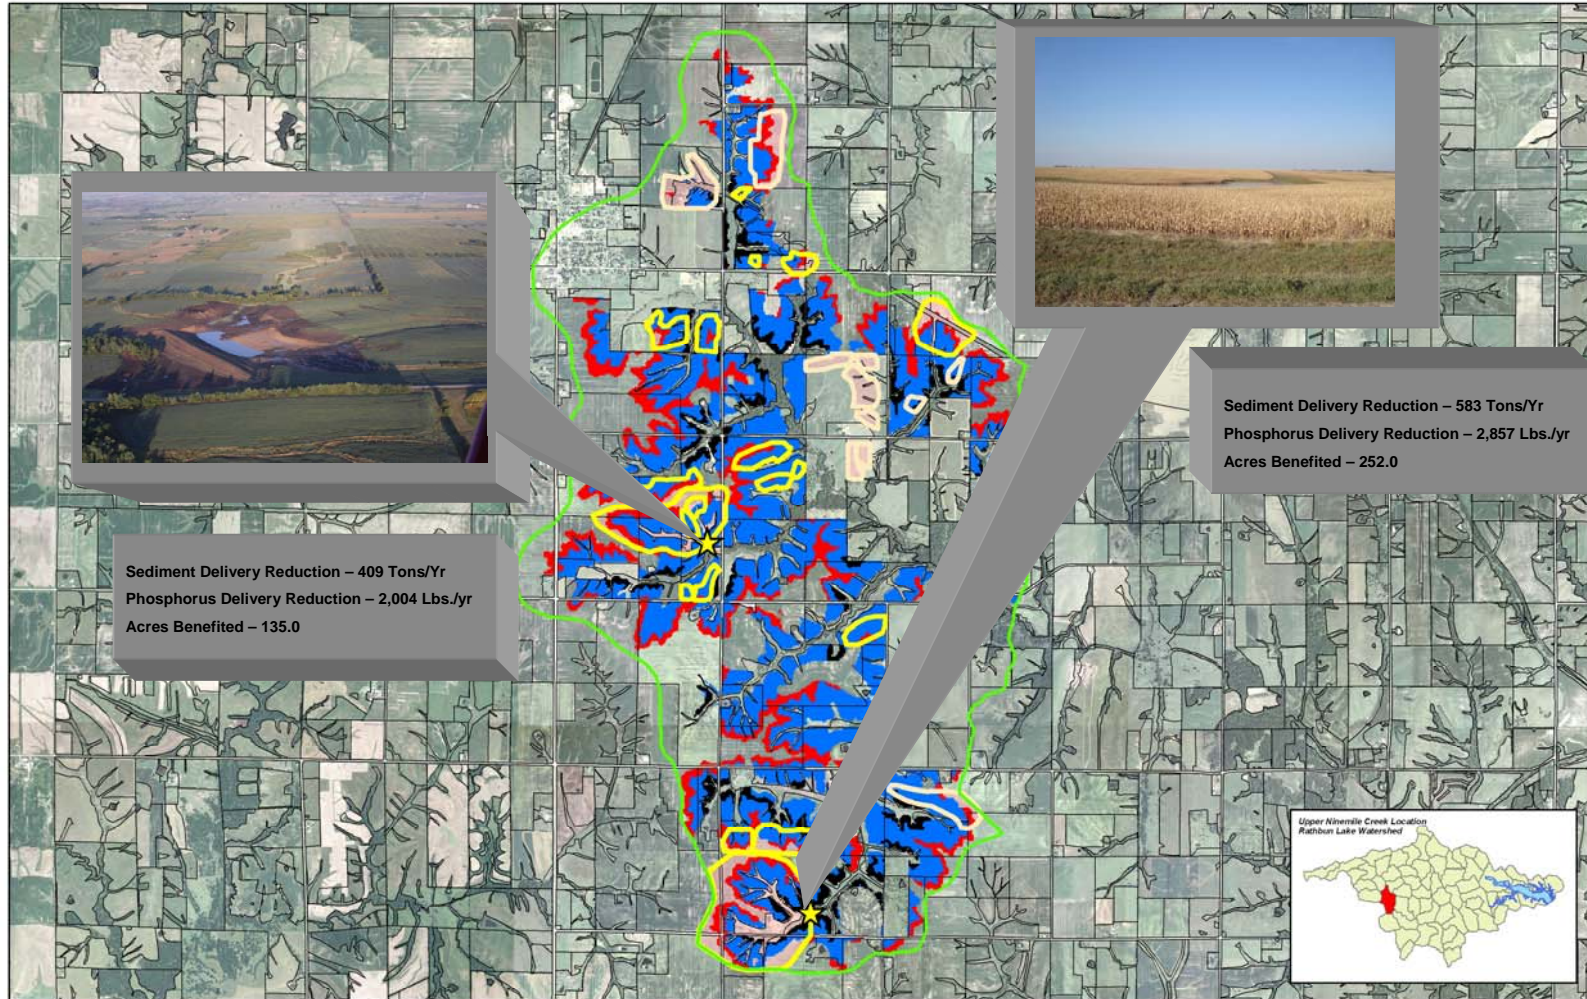 Sediment Delivery Reduction – 583 Tons/Yr
Phosphorus Delivery Reduction – 2,857 Lbs./yr
Acres Benefited – 252.0
Sediment Delivery Reduction – 409 Tons/Yr
Phosphorus Delivery Reduction – 2,004 Lbs./yr
Acres Benefited – 135.0
Upper Ninemile Creek Location
Rathbun Lake Watershed